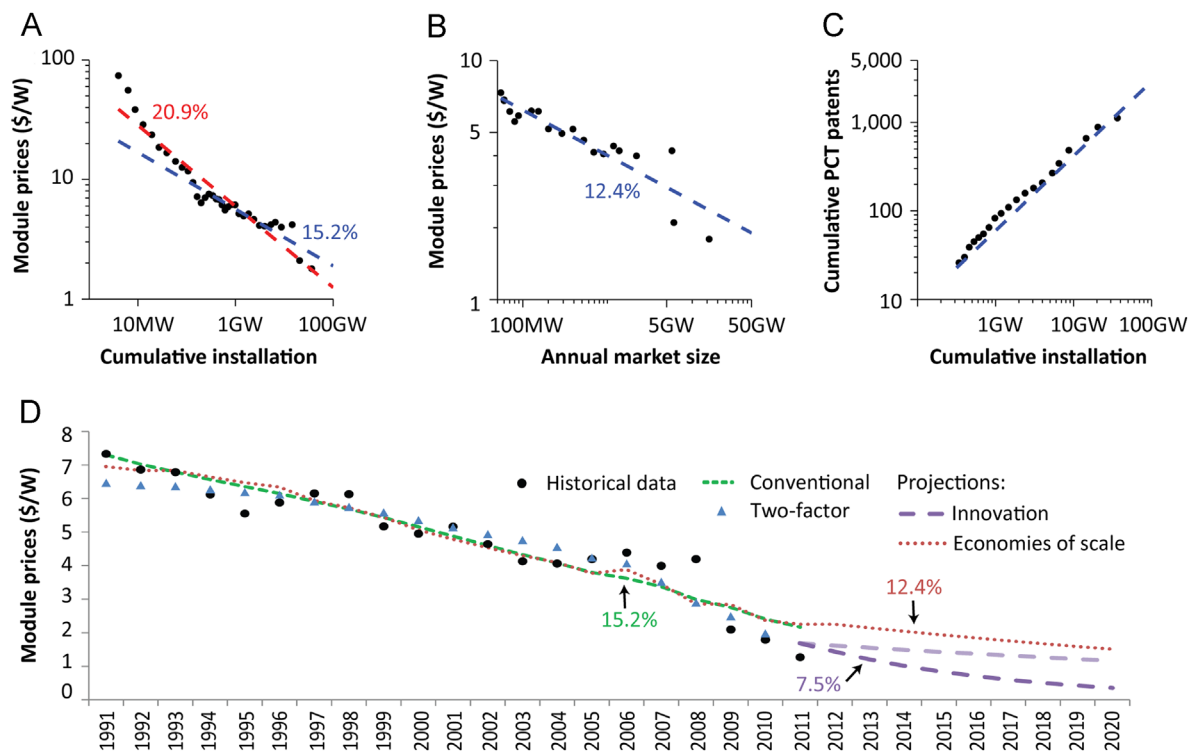 A
Module prices ($/W)
100
10
1
20.9%
15.2%
10MW 1GW 100GW
Cumulative installation
B
Module prices ($/W)
10
5
1
12.4%
100MW 5GW 50GW
Annual market size
C
Cumulative PCT patents
5,000
1,000
100
10
1GW 10GW 100GW
Cumulative installation
D
Module prices ($/W)
8
7
6
5
4
3
2
1
0
Historical data
Conventional
Two-factor
Projections:
Innovation
Economies of scale
15.2%
12.4%
7.5%
1991 1992 1993 1994 1995 1996 1997 1998 1999 2000 2001 2002 2003 2004 2005 2006 2007 2008 2009 2010 2011 2012 2013 2014 2015 2016 2017 2018 2019 2020